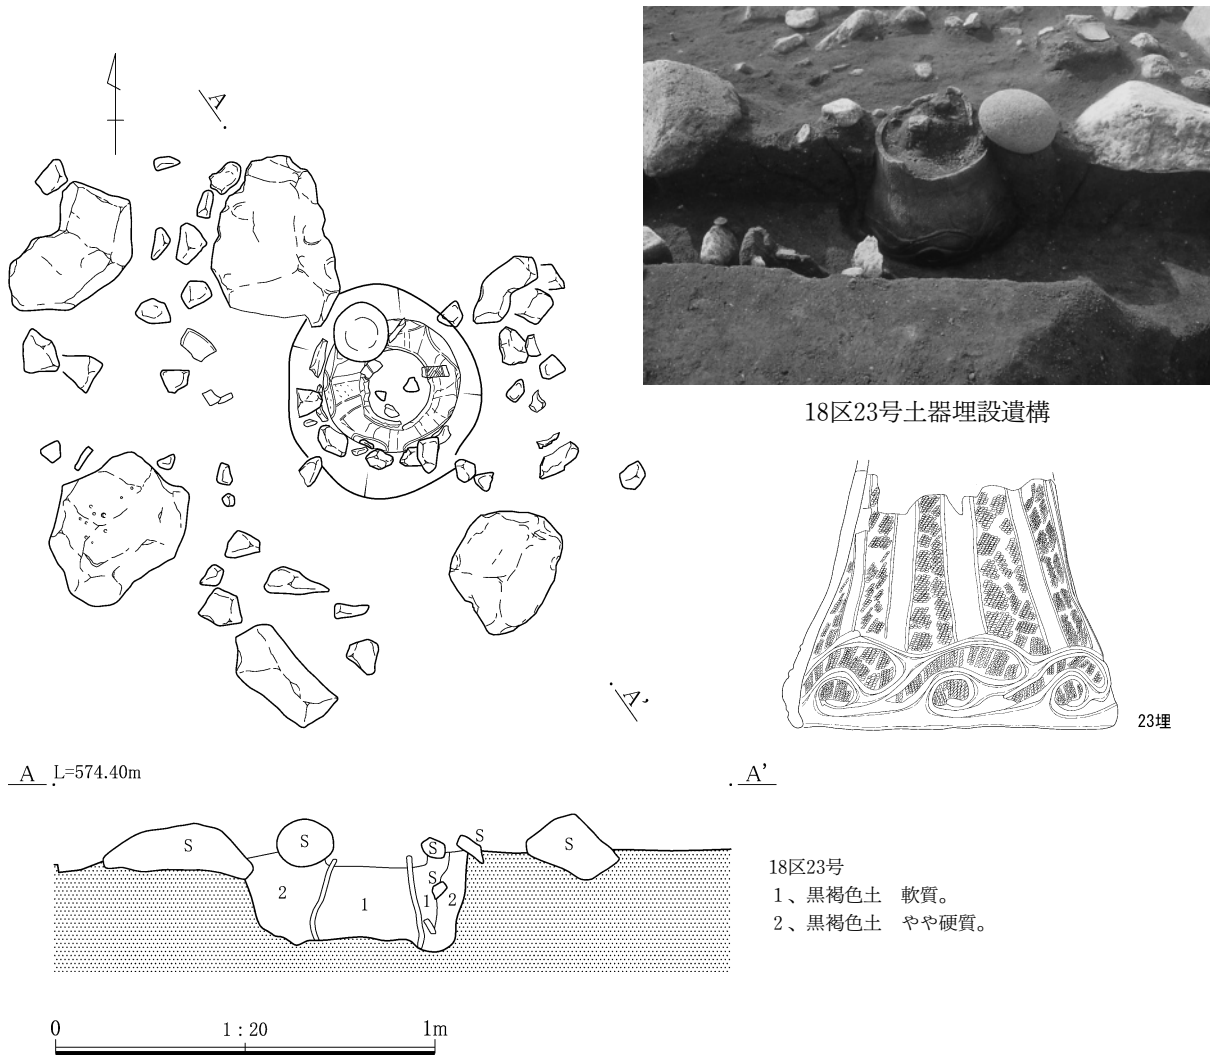 A
18区23号土器埋設遺構
A'
23埋
A L=574.40m A'
S S S S S S
2 1 1 2
18区23号
1、黒褐色土 軟質。
2、黒褐色土 やや硬質。
0 1:20 1m